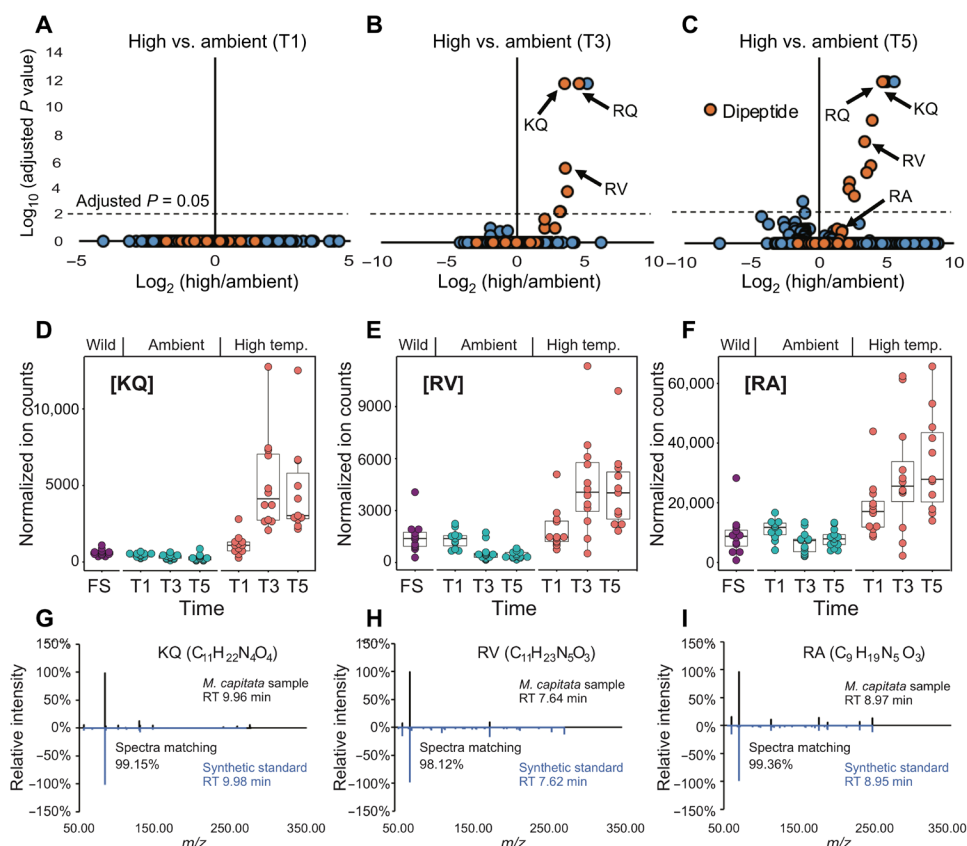 A
High vs. ambient (T1)
Log10 (adjusted P value)
14
12
10
8
6
4
2
0
Adjusted P = 0.05
−5
0
5
Log2 (high/ambient)
B
High vs. ambient (T3)
KQ
RQ
RV
−10
−5
0
5
10
Log2 (high/ambient)
C
High vs. ambient (T5)
Dipeptide
RQ
KQ
RV
RA
−10
−5
0
5
10
Log2 (high/ambient)
D
Wild
Ambient
High temp.
[KQ]
Normalized ion counts
10,000
5000
0
FS
T1 T3 T5
T1 T3 T5
Time
E
Wild
Ambient
High temp.
[RV]
Normalized ion counts
9000
6000
3000
0
FS
T1 T3 T5
T1 T3 T5
Time
F
Wild
Ambient
High temp.
[RA]
Normalized ion counts
60,000
40,000
20,000
0
FS
T1 T3 T5
T1 T3 T5
Time
G
KQ (C11H22N4O4)
M. capitata sample
RT 9.96 min
Spectra matching
99.15%
Synthetic standard
RT 9.98 min
Relative intensity
150%
100%
50%
0%
−50%
−100%
−150%
50.00
150.00
250.00
350.00
m/z
H
RV (C11H23N5O3)
M. capitata sample
RT 7.64 min
Spectra matching
98.12%
Synthetic standard
RT 7.62 min
Relative intensity
150%
100%
50%
0%
−50%
−100%
−150%
50.00
150.00
250.00
350.00
m/z
I
RA (C9 H19N5 O3)
M. capitata sample
RT 8.97 min
Spectra matching
99.36%
Synthetic standard
RT 8.95 min
Relative intensity
150%
100%
50%
0%
−50%
−100%
−150%
50.00
150.00
250.00
350.00
m/z